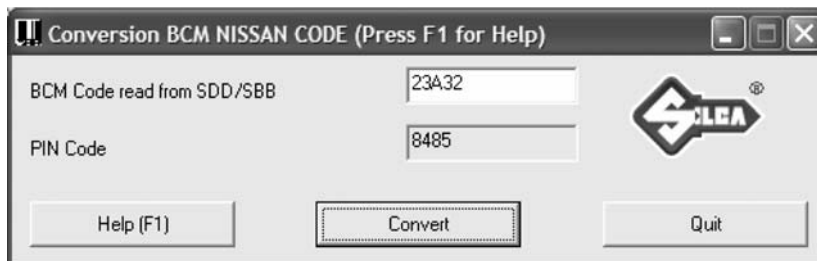 Conversion BCM NISSAN CODE (Press F1 for Help)
BCM Code read from SDD/SBB
23A32
PIN Code
8485
SILCA ®
Help (F1)
Convert
Quit